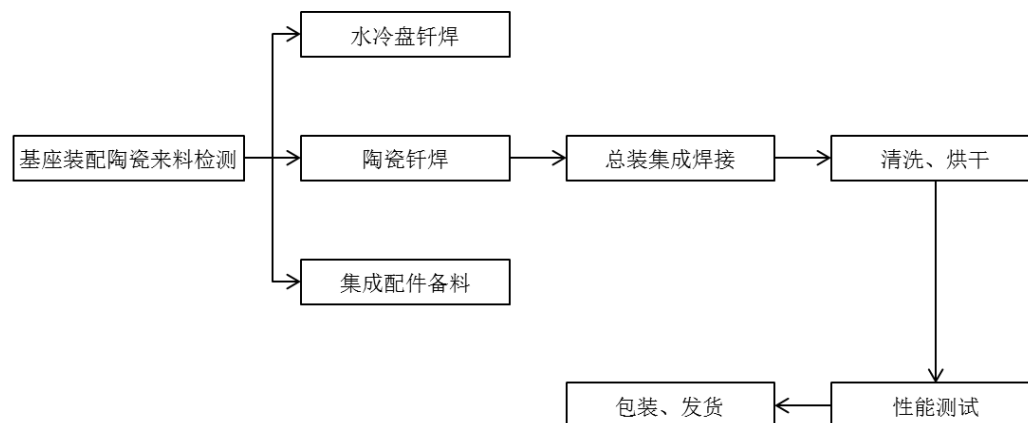 水冷盘钎焊
基座装配陶瓷来料检测
陶瓷钎焊
总装集成焊接
清洗、烘干
集成配件备料
包装、发货
性能测试